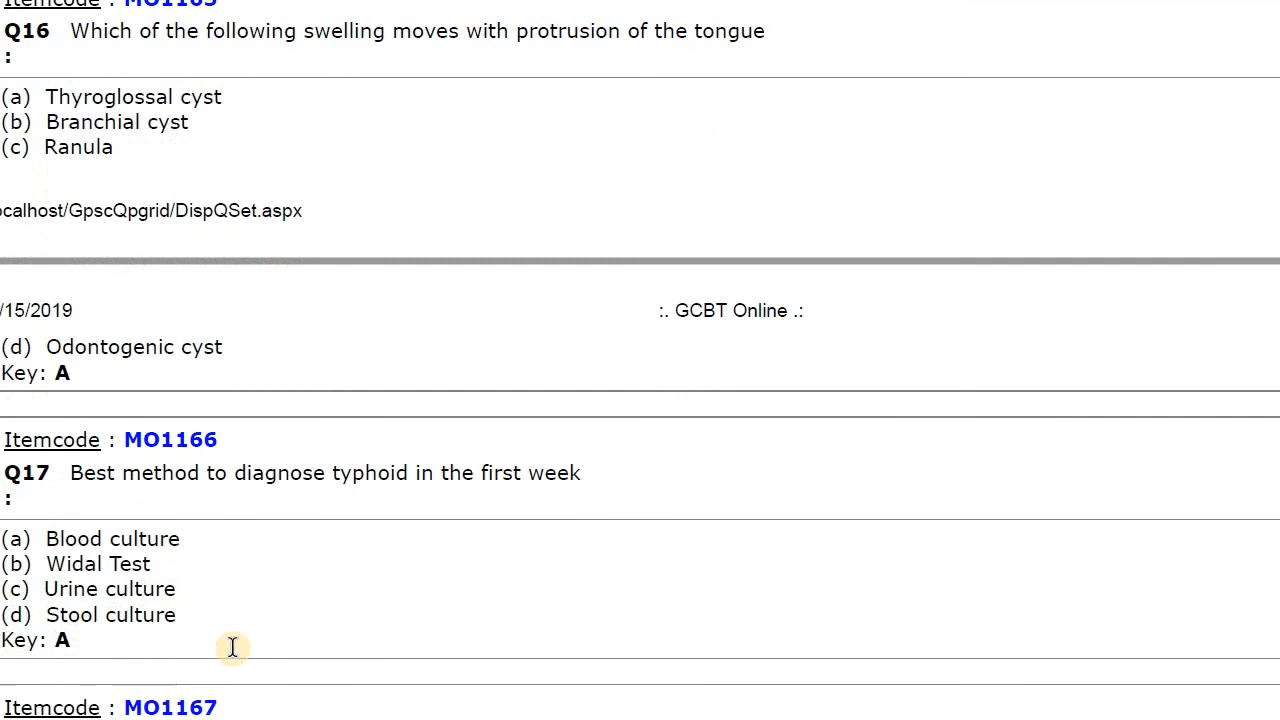 Itemcode : MO1165
Q16 Which of the following swelling moves with protrusion of the tongue
:
(a) Thyroglossal cyst
(b) Branchial cyst
(c) Ranula
ocalhost/GpscQpgrid/DispQSet.aspx
/15/2019 :. GCBT Online .:
(d) Odontogenic cyst
Key: A
Itemcode : MO1166
Q17 Best method to diagnose typhoid in the first week
:
(a) Blood culture
(b) Widal Test
(c) Urine culture
(d) Stool culture
Key: A
Itemcode : MO1167